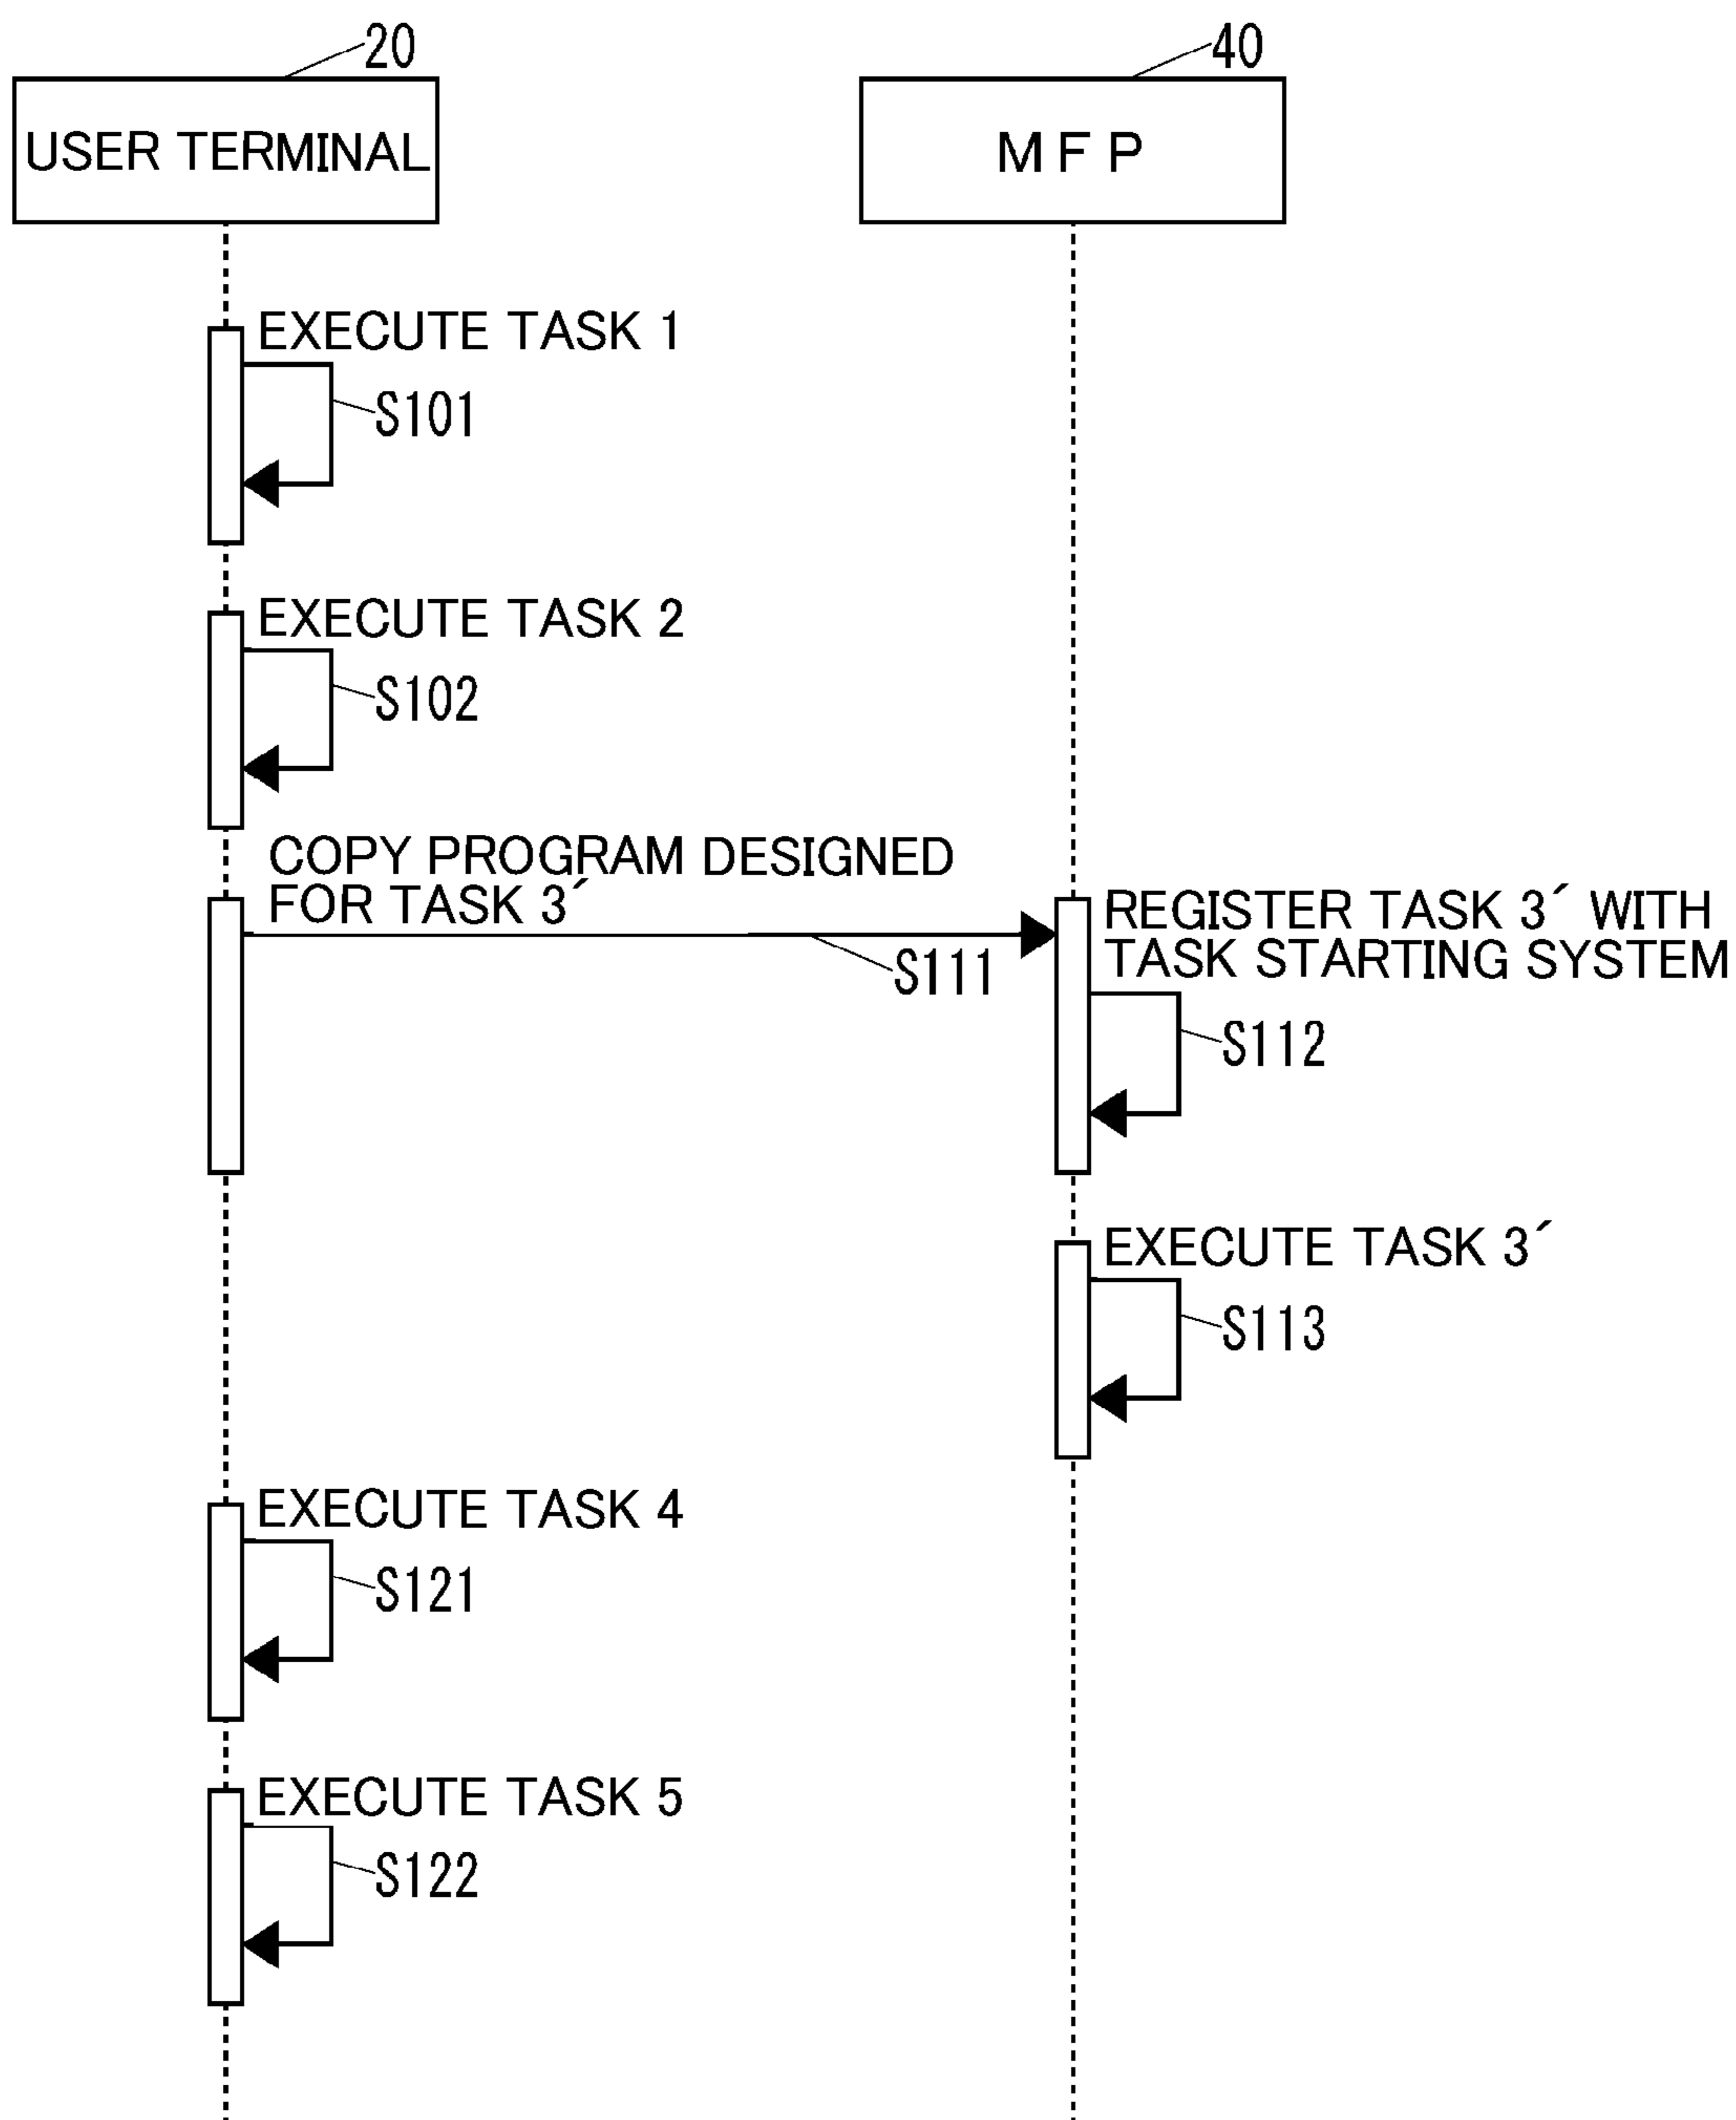 20
40
USER TERMINAL
MFP
EXECUTE TASK 1
S101
EXECUTE TASK 2
S102
COPY PROGRAM DESIGNED
FOR TASK 3´
S111
REGISTER TASK 3´ WITH
TASK STARTING SYSTEM
S112
EXECUTE TASK 3´
S113
EXECUTE TASK 4
S121
EXECUTE TASK 5
S122